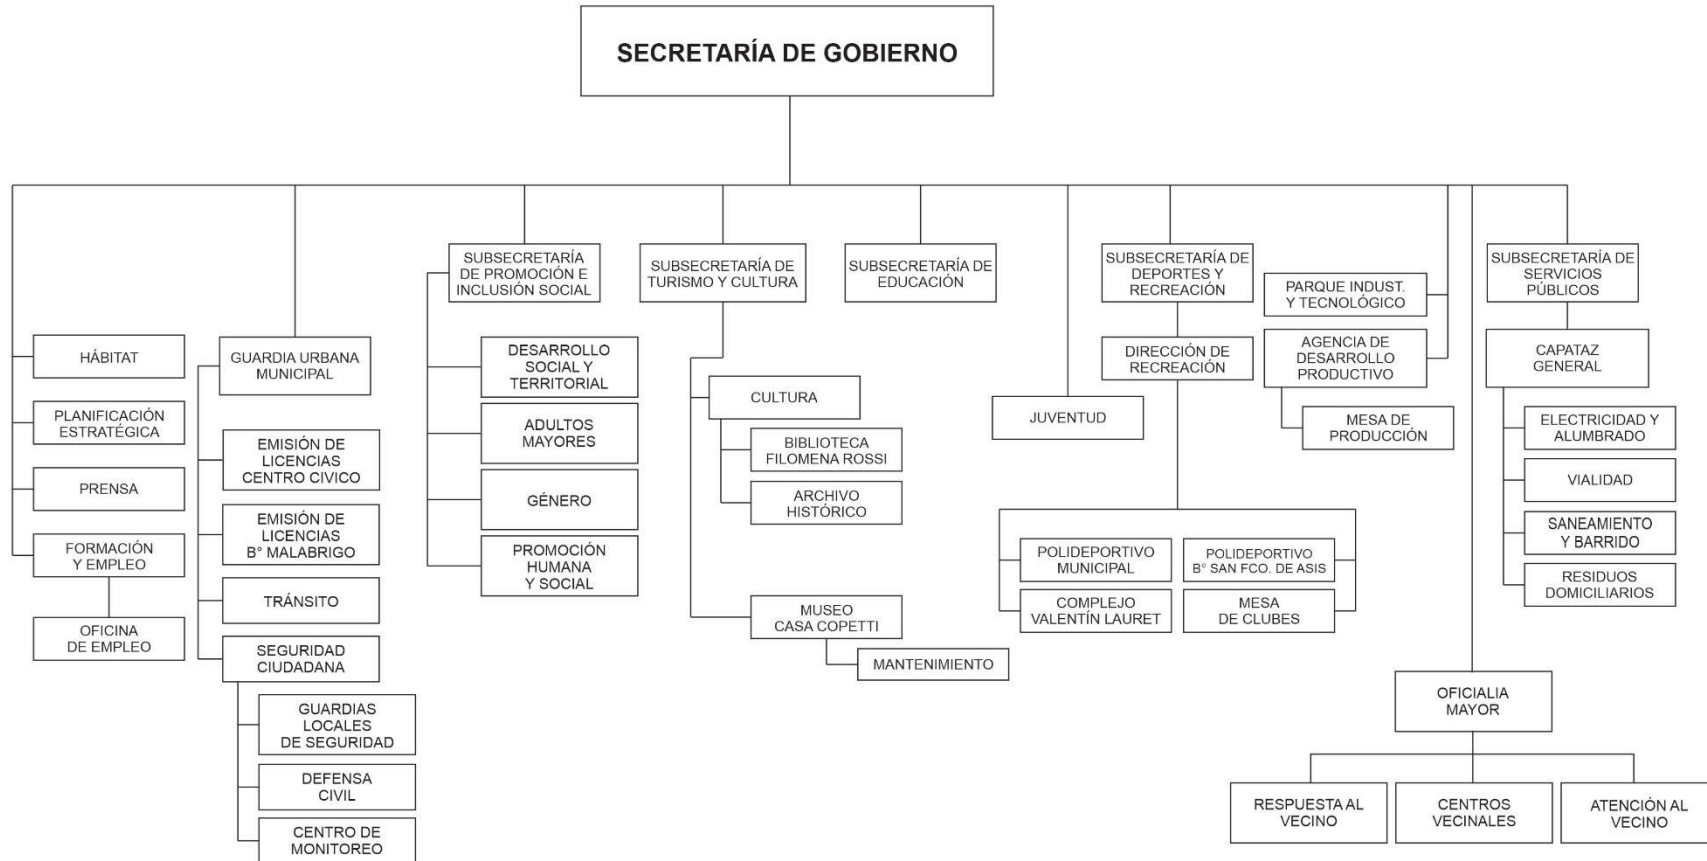 SECRETARÍA DE GOBIERNO
SUBSECRETARÍA
DE PROMOCIÓN E
INCLUSIÓN SOCIAL
SUBSECRETARÍA DE
TURISMO Y CULTURA
SUBSECRETARÍA DE
EDUCACIÓN
SUBSECRETARÍA DE
DEPORTES Y
RECREACIÓN
PARQUE INDUST.
Y TECNOLÓGICO
SUBSECRETARÍA DE
SERVICIOS
PÚBLICOS
HÁBITAT
PLANIFICACIÓN
ESTRATÉGICA
PRENSA
FORMACIÓN
Y EMPLEO
OFICINA
DE EMPLEO
GUARDIA URBANA
MUNICIPAL
EMISIÓN DE
LICENCIAS
CENTRO CIVICO
EMISIÓN DE
LICENCIAS
B° MALABRIGO
TRÁNSITO
SEGURIDAD
CIUDADANA
GUARDIAS
LOCALES
DE SEGURIDAD
DEFENSA
CIVIL
CENTRO DE
MONITOREO
DESARROLLO
SOCIAL Y
TERRITORIAL
ADULTOS
MAYORES
GÉNERO
PROMOCIÓN
HUMANA
Y SOCIAL
CULTURA
BIBLIOTECA
FILOMENA ROSSI
ARCHIVO
HISTÓRICO
MUSEO
CASA COPETTI
MANTENIMIENTO
JUVENTUD
DIRECCIÓN DE
RECREACIÓN
POLIDEPORTIVO
MUNICIPAL
COMPLEJO
VALENTÍN LAURET
POLIDEPORTIVO
B° SAN FCO. DE ASIS
MESA
DE CLUBES
AGENCIA DE
DESARROLLO
PRODUCTIVO
MESA DE
PRODUCCIÓN
CAPATAZ
GENERAL
ELECTRICIDAD Y
ALUMBRADO
VIALIDAD
SANEAMIENTO
Y BARRIDO
RESIDUOS
DOMICILIARIOS
OFICIALIA
MAYOR
RESPUESTA AL
VECINO
CENTROS
VECINALES
ATENCIÓN AL
VECINO